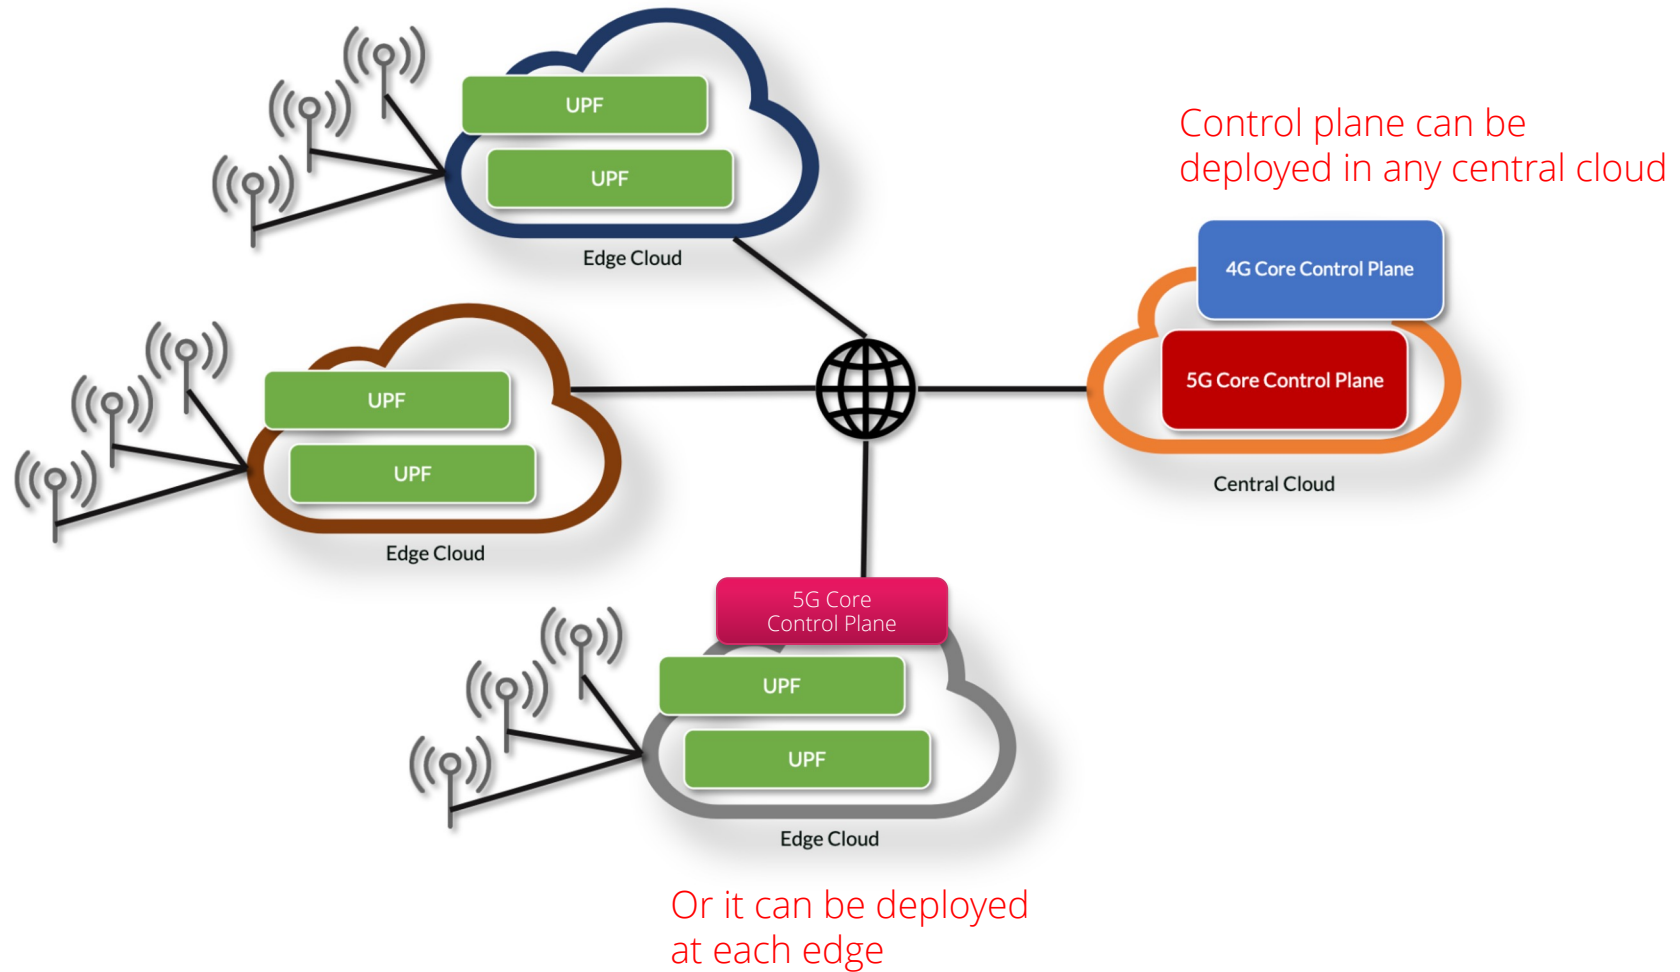 UPF
UPF
Edge Cloud
Control plane can be
deployed in any central cloud
4G Core Control Plane
5G Core Control Plane
Central Cloud
UPF
UPF
Edge Cloud
5G Core
Control Plane
UPF
UPF
Edge Cloud
Or it can be deployed
at each edge